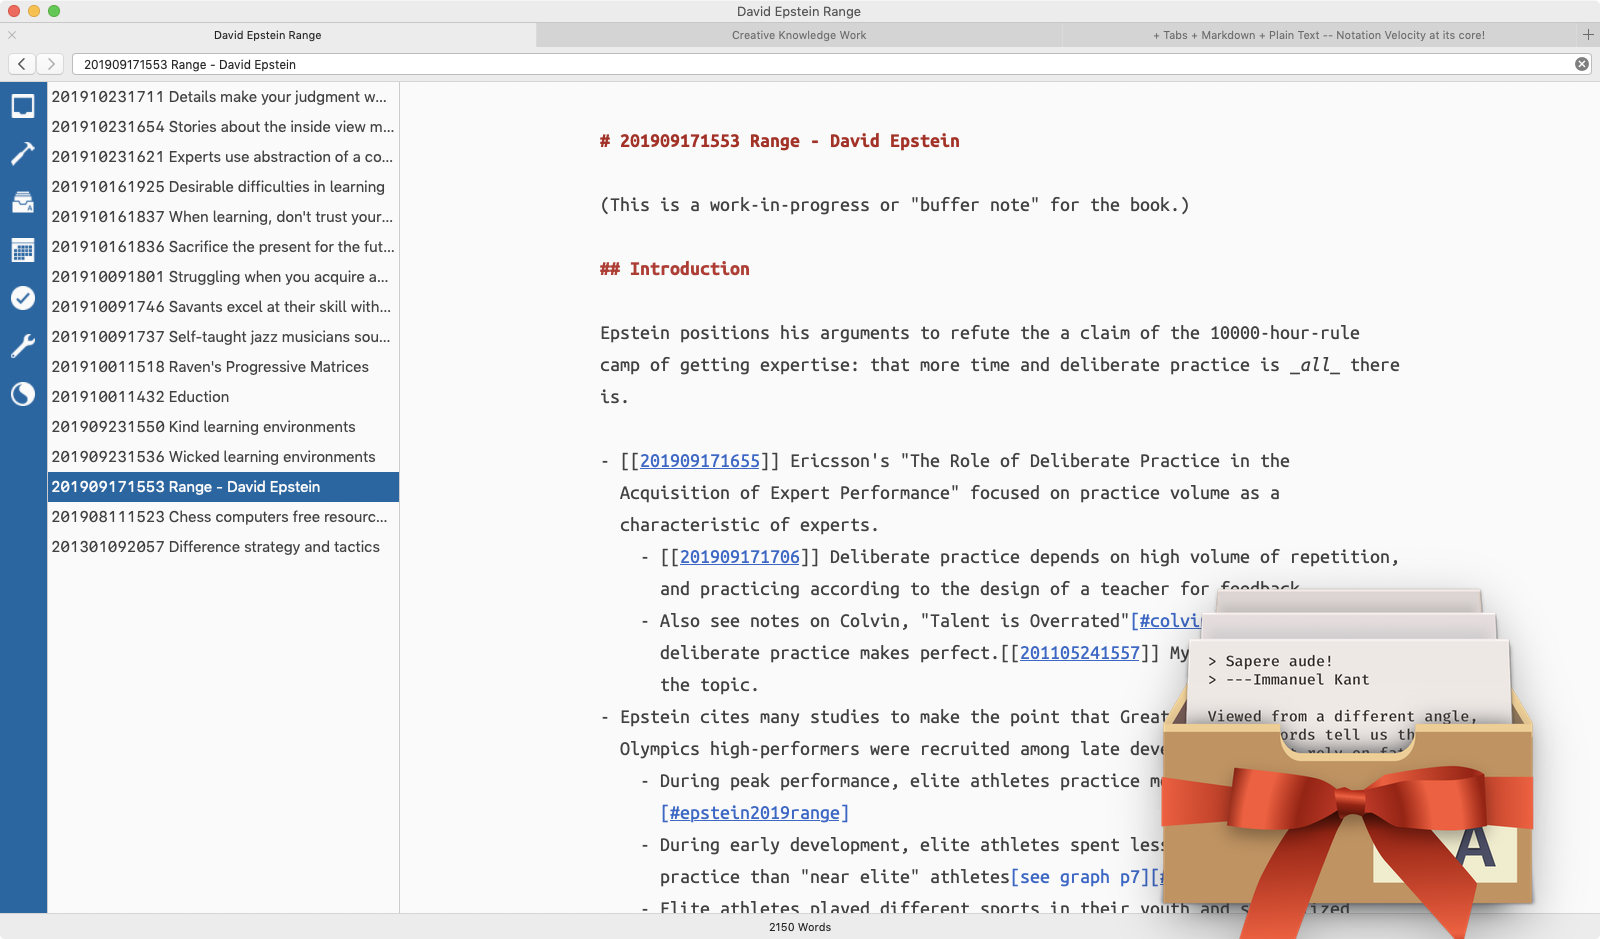 David Epstein Range
David Epstein Range
Creative Knowledge Work
+ Tabs + Markdown + Plain Text -- Notation Velocity at its core!
201909171553 Range - David Epstein
201910231711 Details make your judgment w...
201910231654 Stories about the inside view m...
201910231621 Experts use abstraction of a co...
201910161925 Desirable difficulties in learning
201910161837 When learning, don't trust your...
201910161836 Sacrifice the present for the fut...
201910091801 Struggling when you acquire a...
201910091746 Savants excel at their skill with...
201910091737 Self-taught jazz musicians sou...
201910011518 Raven's Progressive Matrices
201910011432 Eduction
201909231550 Kind learning environments
201909231536 Wicked learning environments
201909171553 Range - David Epstein
201908111523 Chess computers free resourc...
201301092057 Difference strategy and tactics
# 201909171553 Range - David Epstein
(This is a work-in-progress or "buffer note" for the book.)
## Introduction
Epstein positions his arguments to refute the a claim of the 10000-hour-rule
camp of getting expertise: that more time and deliberate practice is _all_ there
is.
- [[201909171655]] Ericsson's "The Role of Deliberate Practice in the
Acquisition of Expert Performance" focused on practice volume as a
characteristic of experts.
- [[201909171706]] Deliberate practice depends on high volume of repetition,
and practicing according to the design of a teacher for feedback
- Also see notes on Colvin, "Talent is Overrated"[#colvi
deliberate practice makes perfect.[[201105241557]] My
the topic.
- Epstein cites many studies to make the point that Great
Olympics high-performers were recruited among late deve
- During peak performance, elite athletes practice m
[#epstein2019range]
- During early development, elite athletes spent less
practice than "near elite" athletes[see graph p7][#
- Elite athletes played different sports in their youth and s ized
> Sapere aude!
> ---Immanuel Kant
Viewed from a different angle,
ords tell us th
t rely on fat
A
2150 Words